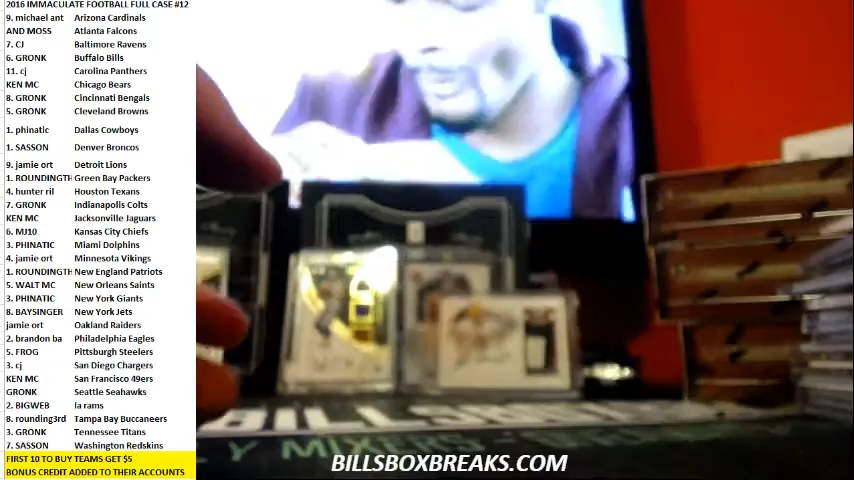 2016 IMMACULATE FOOTBALL FULL CASE #12
9. michael ant Arizona Cardinals
AND MOSS Atlanta Falcons
7. CJ Baltimore Ravens
6. GRONK Buffalo Bills
11. cj Carolina Panthers
KEN MC Chicago Bears
8. GRONK Cincinnati Bengals
5. GRONK Cleveland Browns
1. phinatic Dallas Cowboys
1. SASSON Denver Broncos
9. jamie ort Detroit Lions
1. ROUNDINGTH Green Bay Packers
4. hunter ril Houston Texans
7. GRONK Indianapolis Colts
KEN MC Jacksonville Jaguars
6. MJ10 Kansas City Chiefs
3. PHINATIC Miami Dolphins
4. jamie ort Minnesota Vikings
1. ROUNDINGTH New England Patriots
5. WALT MC New Orleans Saints
3. PHINATIC New York Giants
8. BAYSINGER New York Jets
jamie ort Oakland Raiders
2. brandon ba Philadelphia Eagles
5. FROG Pittsburgh Steelers
3. cj San Diego Chargers
KEN MC San Francisco 49ers
GRONK Seattle Seahawks
2. BIGWEB la rams
8. rounding3rd Tampa Bay Buccaneers
3. GRONK Tennessee Titans
7. SASSON Washington Redskins
FIRST 10 TO BUY TEAMS GET $5
BONUS CREDIT ADDED TO THEIR ACCOUNTS
Y MIXERS
BILLSBOXBREAKS.COM